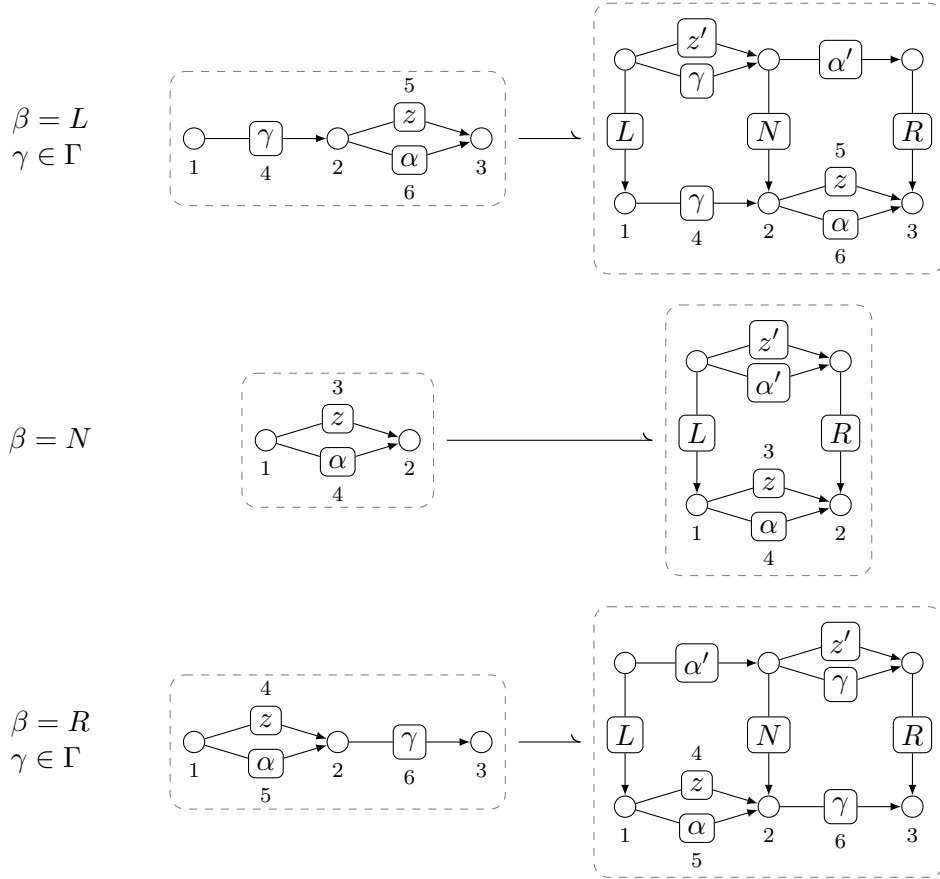 z′
γ α′
5
β = L z
γ ∈ Γ γ α L N R
1 4 2 6 3 5
z
γ α
1 4 2 6 3
z′
α′
3
β = N z L R
α 3
1 4 2 z
α
1 4 2
α′ z′
γ
4
β = R z L N R
γ ∈ Γ α γ
1 5 2 6 3 4
z
α γ
1 5 2 6 3